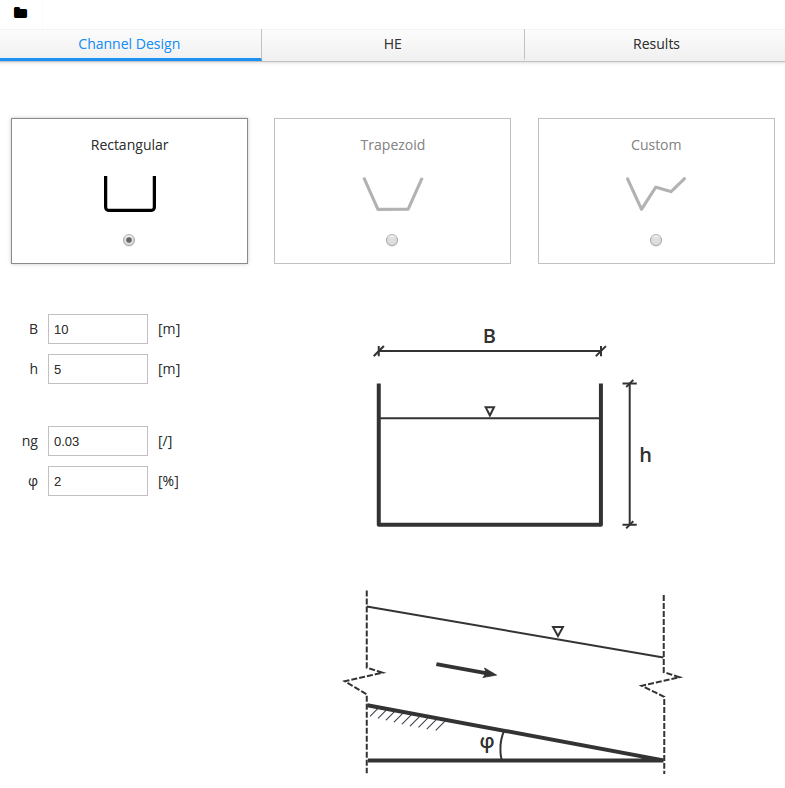 Channel Design HE Results
Rectangular Trapezoid Custom
B 10 [m]
h 5 [m]
ng 0.03 [/]
φ 2 [%]
B
h
φ